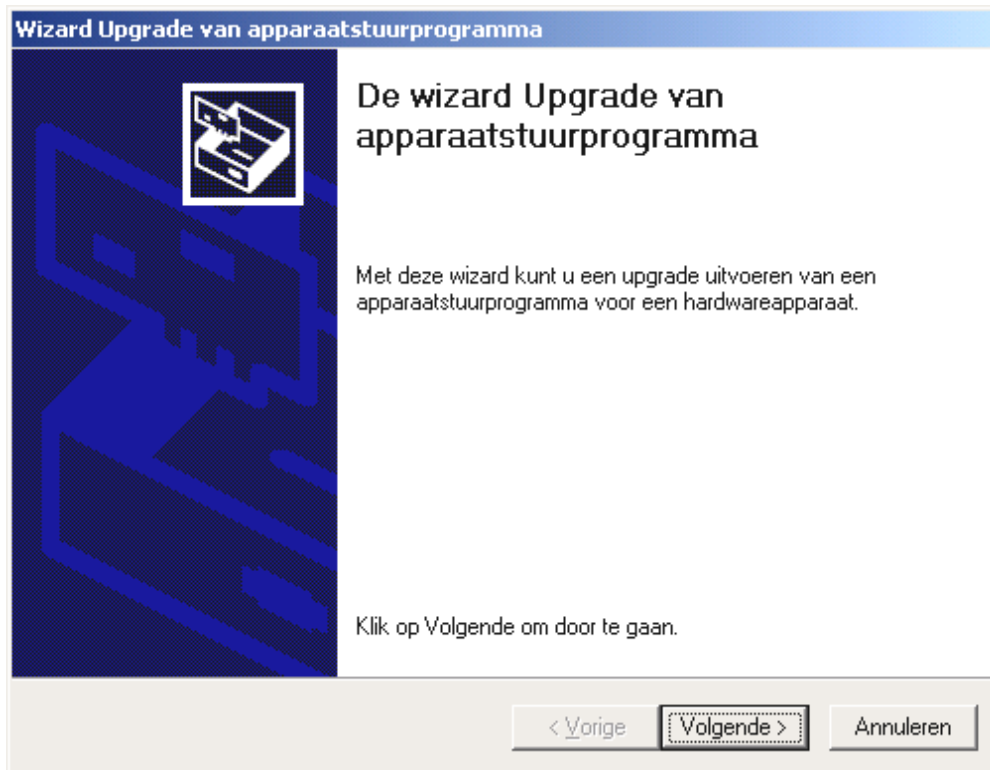 Wizard Upgrade van apparaatstuurprogramma
De wizard Upgrade van
apparaatstuurprogramma
Met deze wizard kunt u een upgrade uitvoeren van een
apparaatstuurprogramma voor een hardwareapparaat.
Klik op Volgende om door te gaan.
< Vorige
Volgende >
Annuleren